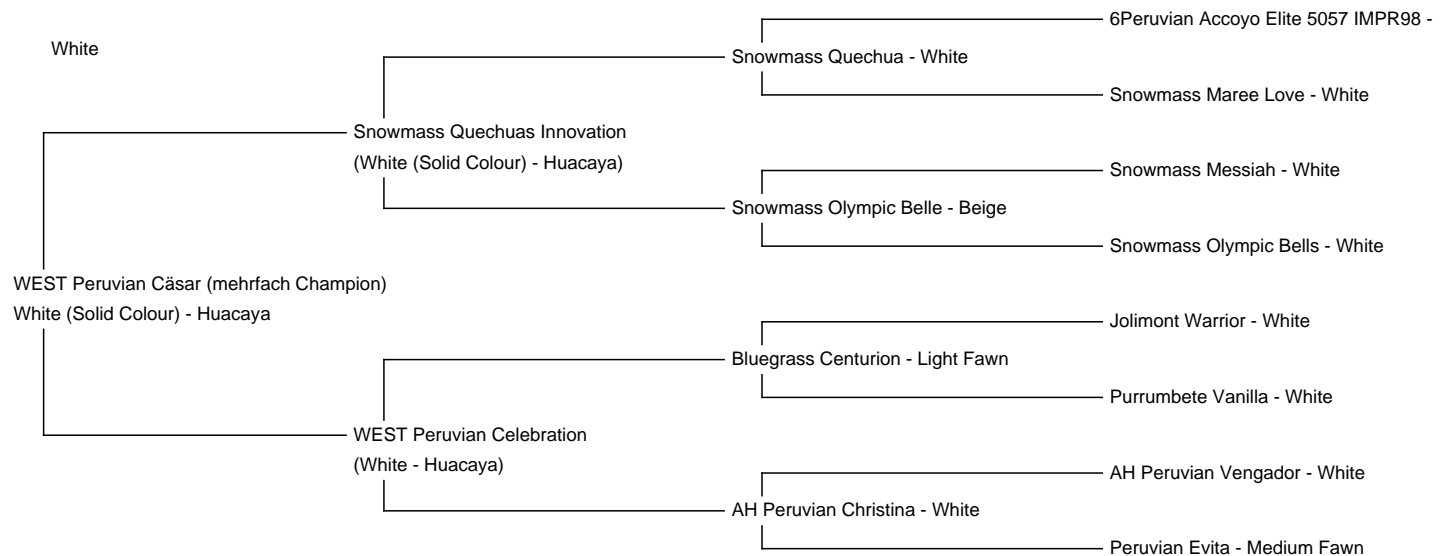 6Peruvian Accoyo Elite 5057 IMPR98 -
White
Snowmass Quechua - White
Snowmass Maree Love - White
Snowmass Quechuas Innovation
(White (Solid Colour) - Huacaya)
Snowmass Messiah - White
Snowmass Olympic Belle - Beige
Snowmass Olympic Bells - White
WEST Peruvian Cäsar (mehrfach Champion)
White (Solid Colour) - Huacaya
Jolimont Warrior - White
Bluegrass Centurion - Light Fawn
Purrumbete Vanilla - White
WEST Peruvian Celebration
(White - Huacaya)
AH Peruvian Vengador - White
AH Peruvian Christina - White
Peruvian Evita - Medium Fawn